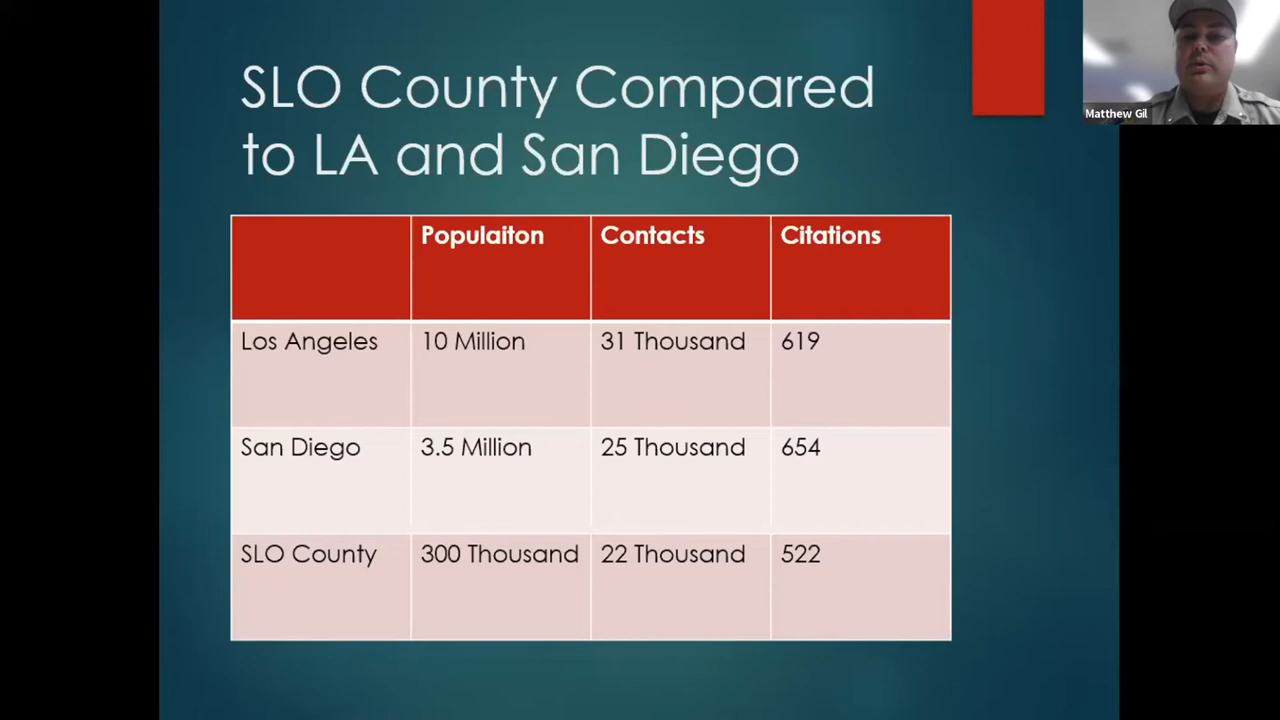 SLO County Compared
to LA and San Diego
Matthew Gil
Populaiton Contacts Citations
Los Angeles 10 Million 31 Thousand 619
San Diego 3.5 Million 25 Thousand 654
SLO County 300 Thousand 22 Thousand 522